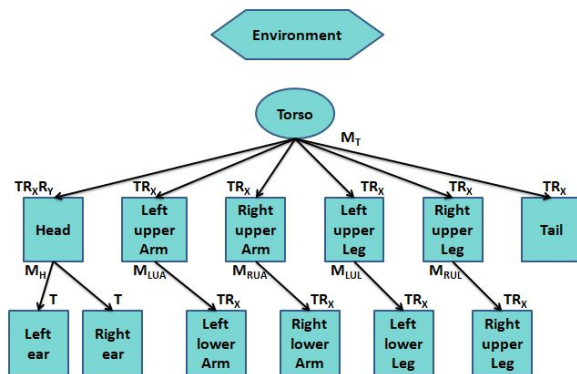 Environment
Torso
M_T
TR_XR_Y
TR_X
TR_X
TR_X
TR_X
TR_X
Head
Left
upper
Arm
Right
upper
Arm
Left
upper
Leg
Right
upper
Leg
Tail
M_H
M_LUA
M_RUA
M_LUL
M_RUL
T
T
TR_X
TR_X
TR_X
TR_X
Left
ear
Right
ear
Left
lower
Arm
Right
lower
Arm
Left
lower
Leg
Right
upper
Leg